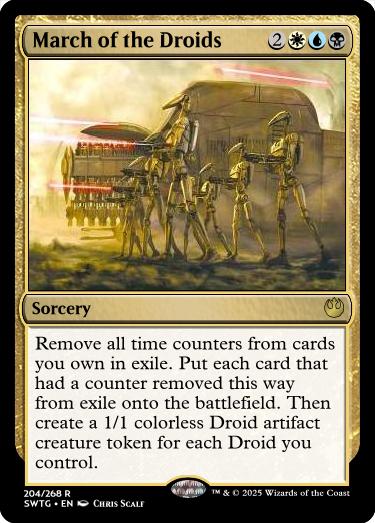 March of the Droids 2
Sorcery
Remove all time counters from cards
you own in exile. Put each card that
had a counter removed this way
from exile onto the battlefield. Then
create a 1/1 colorless Droid artifact
creature token for each Droid you
control.
204/268 R
SWTG • EN Chris Scalf
™ & © 2025 Wizards of the Coast